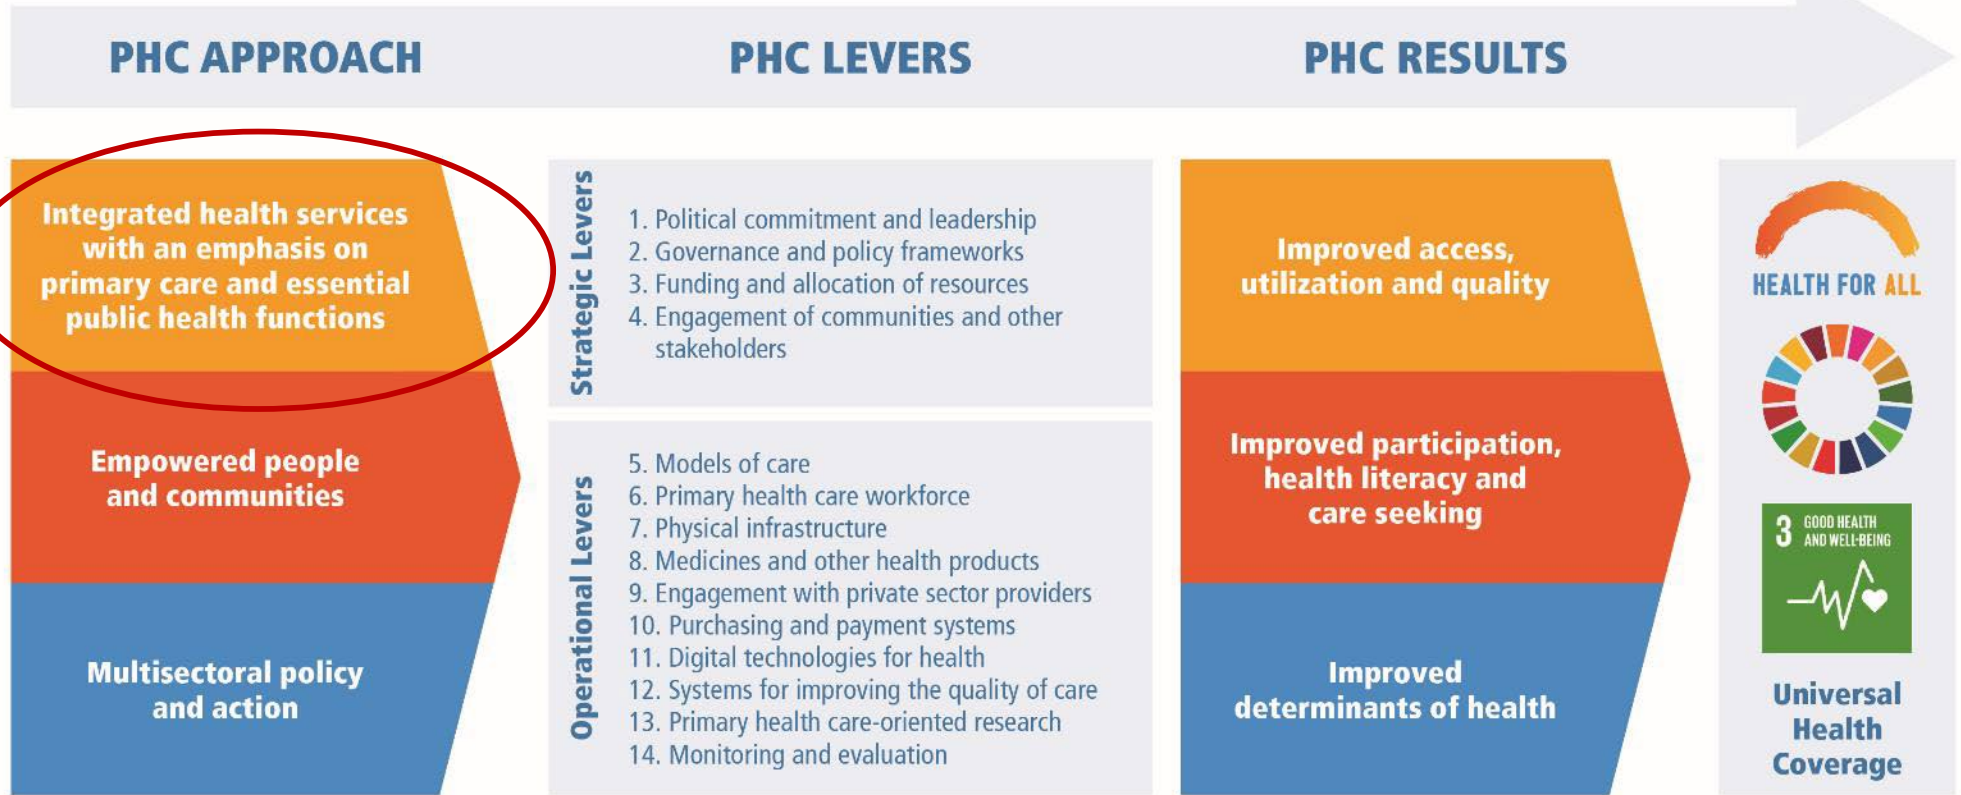 PHC APPROACH
PHC LEVERS
PHC RESULTS
Integrated health services
with an emphasis on
primary care and essential
public health functions
Empowered people
and communities
Multisectoral policy
and action
Strategic Levers
1. Political commitment and leadership
2. Governance and policy frameworks
3. Funding and allocation of resources
4. Engagement of communities and other
stakeholders
Operational Levers
5. Models of care
6. Primary health care workforce
7. Physical infrastructure
8. Medicines and other health products
9. Engagement with private sector providers
10. Purchasing and payment systems
11. Digital technologies for health
12. Systems for improving the quality of care
13. Primary health care-oriented research
14. Monitoring and evaluation
Improved access,
utilization and quality
Improved participation,
health literacy and
care seeking
Improved
determinants of health
HEALTH FOR ALL
3 GOOD HEALTH
AND WELL-BEING
Universal
Health
Coverage